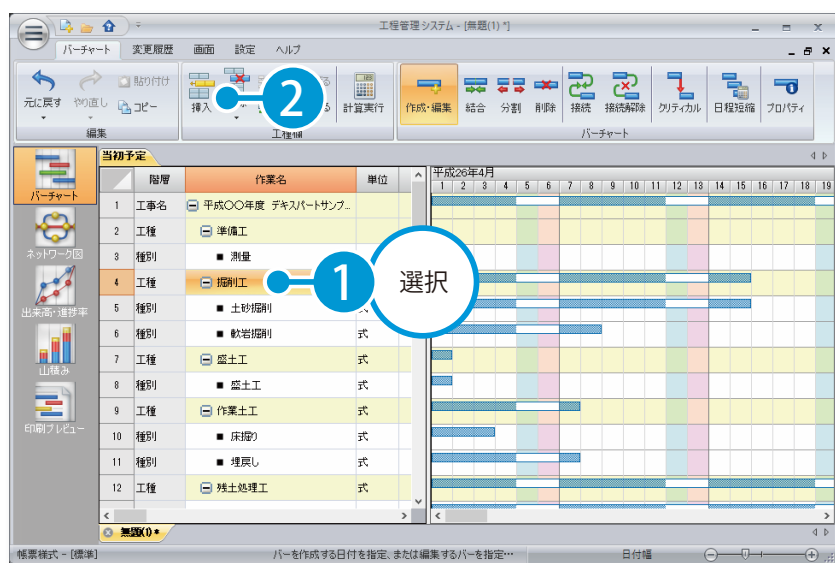 工程管理システム - [無題(1) *]
バーチャート 変更履歴 画面 設定 ヘルプ
元に戻す やり直し 貼り付け コピー
挿入 2 計算実行
作成・編集 結合 分割 削除 接続 接続解除 クリティカル 日程短縮 プロパティ
編集 工程欄 バーチャート
バーチャート
ネットワーク図
出来高・進捗率
山積み
印刷プレビュー
当初予定
階層 作業名 単位
平成26年4月
1 2 3 4 5 6 7 8 9 10 11 12 13 14 15 16 17 18 19
1 工事名 平成〇〇年度 デキスパートサンプ...
2 工種 準備工
3 種別 ■ 測量
4 工種 掘削工 1 選択
5 種別 ■ 土砂掘削
6 種別 ■ 軟岩掘削 式
7 工種 盛土工 式
8 種別 ■ 盛土工 式
9 工種 作業土工 式
10 種別 ■ 床掘り 式
11 種別 ■ 埋戻し 式
12 工種 残土処理工 式
無題(1) *
帳票様式 - [標準] バーを作成する日付を指定、または編集するバーを指定… 日付幅